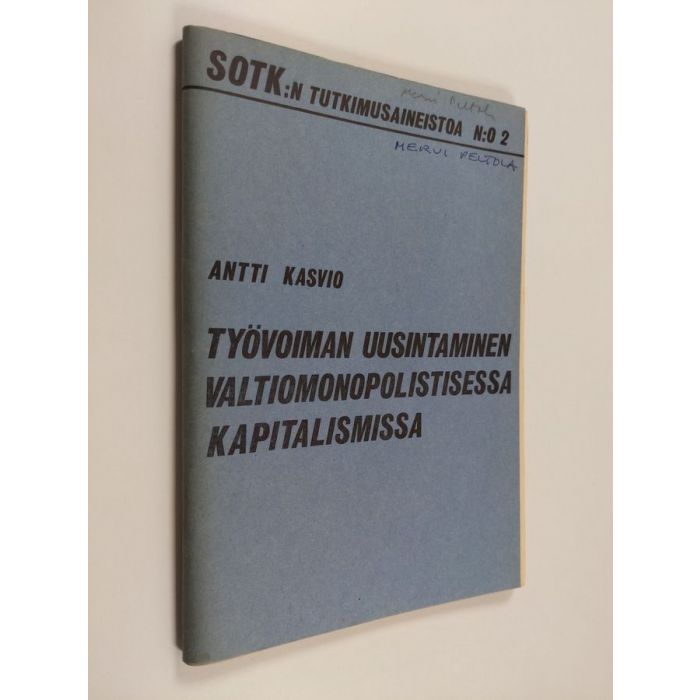 SOTK:N TUTKIMUSAINEISTOA N:O 2
MERVI PELTOLA
ANTTI KASVIO
TYÖVOIMAN UUSINTAMINEN
VALTIOMONOPOLISTISESSA
KAPITALISMISSA